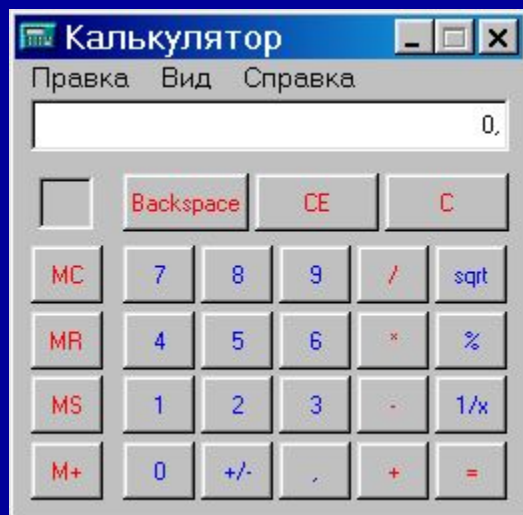 Калькулятор
Правка Вид Справка
0,
Backspace CE C
MC 7 8 9 / sqrt
MR 4 5 6 * %
MS 1 2 3 - 1/x
M+ 0 +/- , + =